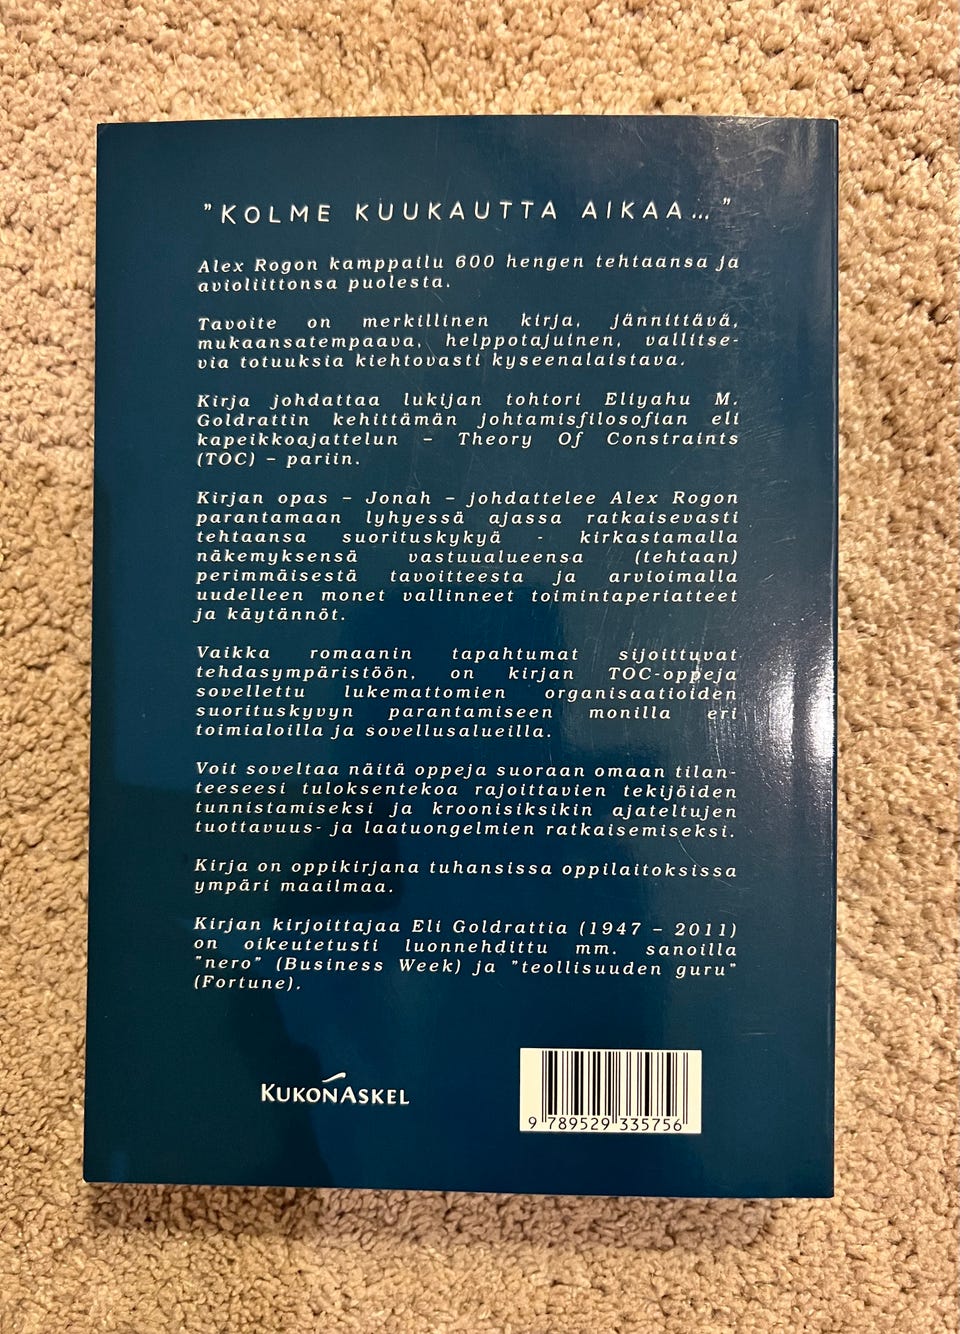 "KOLME KUUKAUTTA AIKAA..."
Alex Rogon kamppailu 600 hengen tehtaansa ja
avioliittonsa puolesta.
Tavoite on merkillinen kirja, jännittävä,
mukaansatempaava, helppotajuinen, vallitse-
via totuuksia kiehtovasti kyseenalaistava.
Kirja johdattaa lukijan tohtori Eliyahu M.
Goldrattin kehittämän johtamisfilosofian eli
kapeikkoajattelun – Theory Of Constraints
(TOC) – pariin.
Kirjan opas – Jonah – johdattelee Alex Rogon
parantamaan lyhyessä ajassa ratkaisevasti
tehtaansa suorituskykyä - kirkastamalla
näkemyksensä vastuualueensa (tehtaan)
perimmäisestä tavoitteesta ja arvioimalla
uudelleen monet vallinneet toimintaperiatteet
ja käytännöt.
Vaikka romaanin tapahtumat sijoittuvat
tehdasympäristöön, on kirjan TOC-oppeja
sovellettu lukemattomien organisaatioiden
suorituskyvyn parantamiseen monilla eri
toimialoilla ja sovellusalueilla.
Voit soveltaa näitä oppeja suoraan omaan tilan-
teeseesi tuloksentekoa rajoittavien tekijöiden
tunnistamiseksi ja kroonisiksikin ajateltujen
tuottavuus- ja laatuongelmien ratkaisemiseksi.
Kirja on oppikirjana tuhansissa oppilaitoksissa
ympäri maailmaa.
Kirjan kirjoittajaa Eli Goldrattia (1947 – 2011)
on oikeutetusti luonnehdittu mm. sanoilla
"nero" (Business Week) ja "teollisuuden guru"
(Fortune).
KUKONASKEL
9 789529 335756